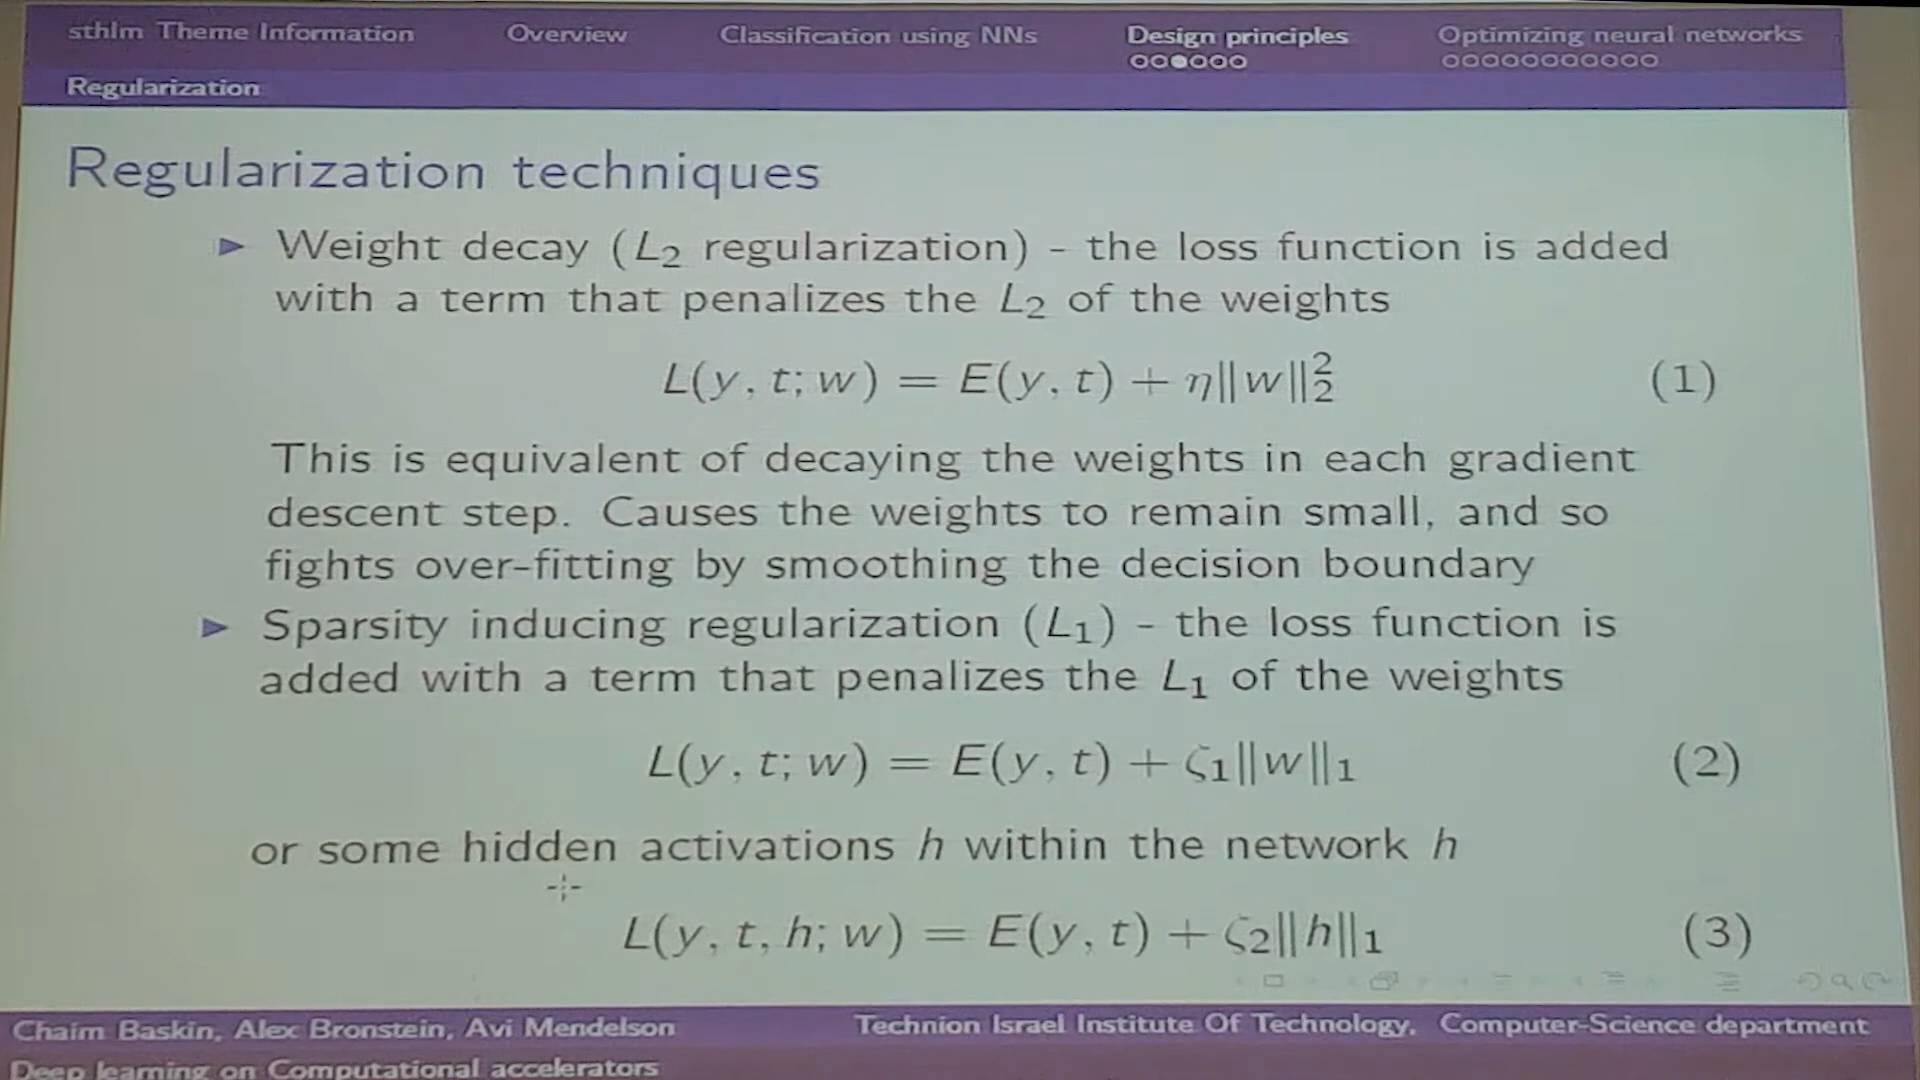 sthlm Theme Information Overview Classification using NNs Design principles Optimizing neural networks
Regularization
Regularization techniques
Weight decay (L₂ regularization) - the loss function is added
with a term that penalizes the L₂ of the weights
L(y, t; w) = E(y, t) + η‖w‖₂² (1)
This is equivalent of decaying the weights in each gradient
descent step. Causes the weights to remain small, and so
fights over-fitting by smoothing the decision boundary
Sparsity inducing regularization (L₁) - the loss function is
added with a term that penalizes the L₁ of the weights
L(y, t; w) = E(y, t) + ζ₁‖w‖₁ (2)
or some hidden activations h within the network h
L(y, t, h; w) = E(y, t) + ζ₂‖h‖₁ (3)
Chaim Baskin, Alex Bronstein, Avi Mendelson Technion Israel Institute Of Technology, Computer-Science department
Deep learning on Computational accelerators